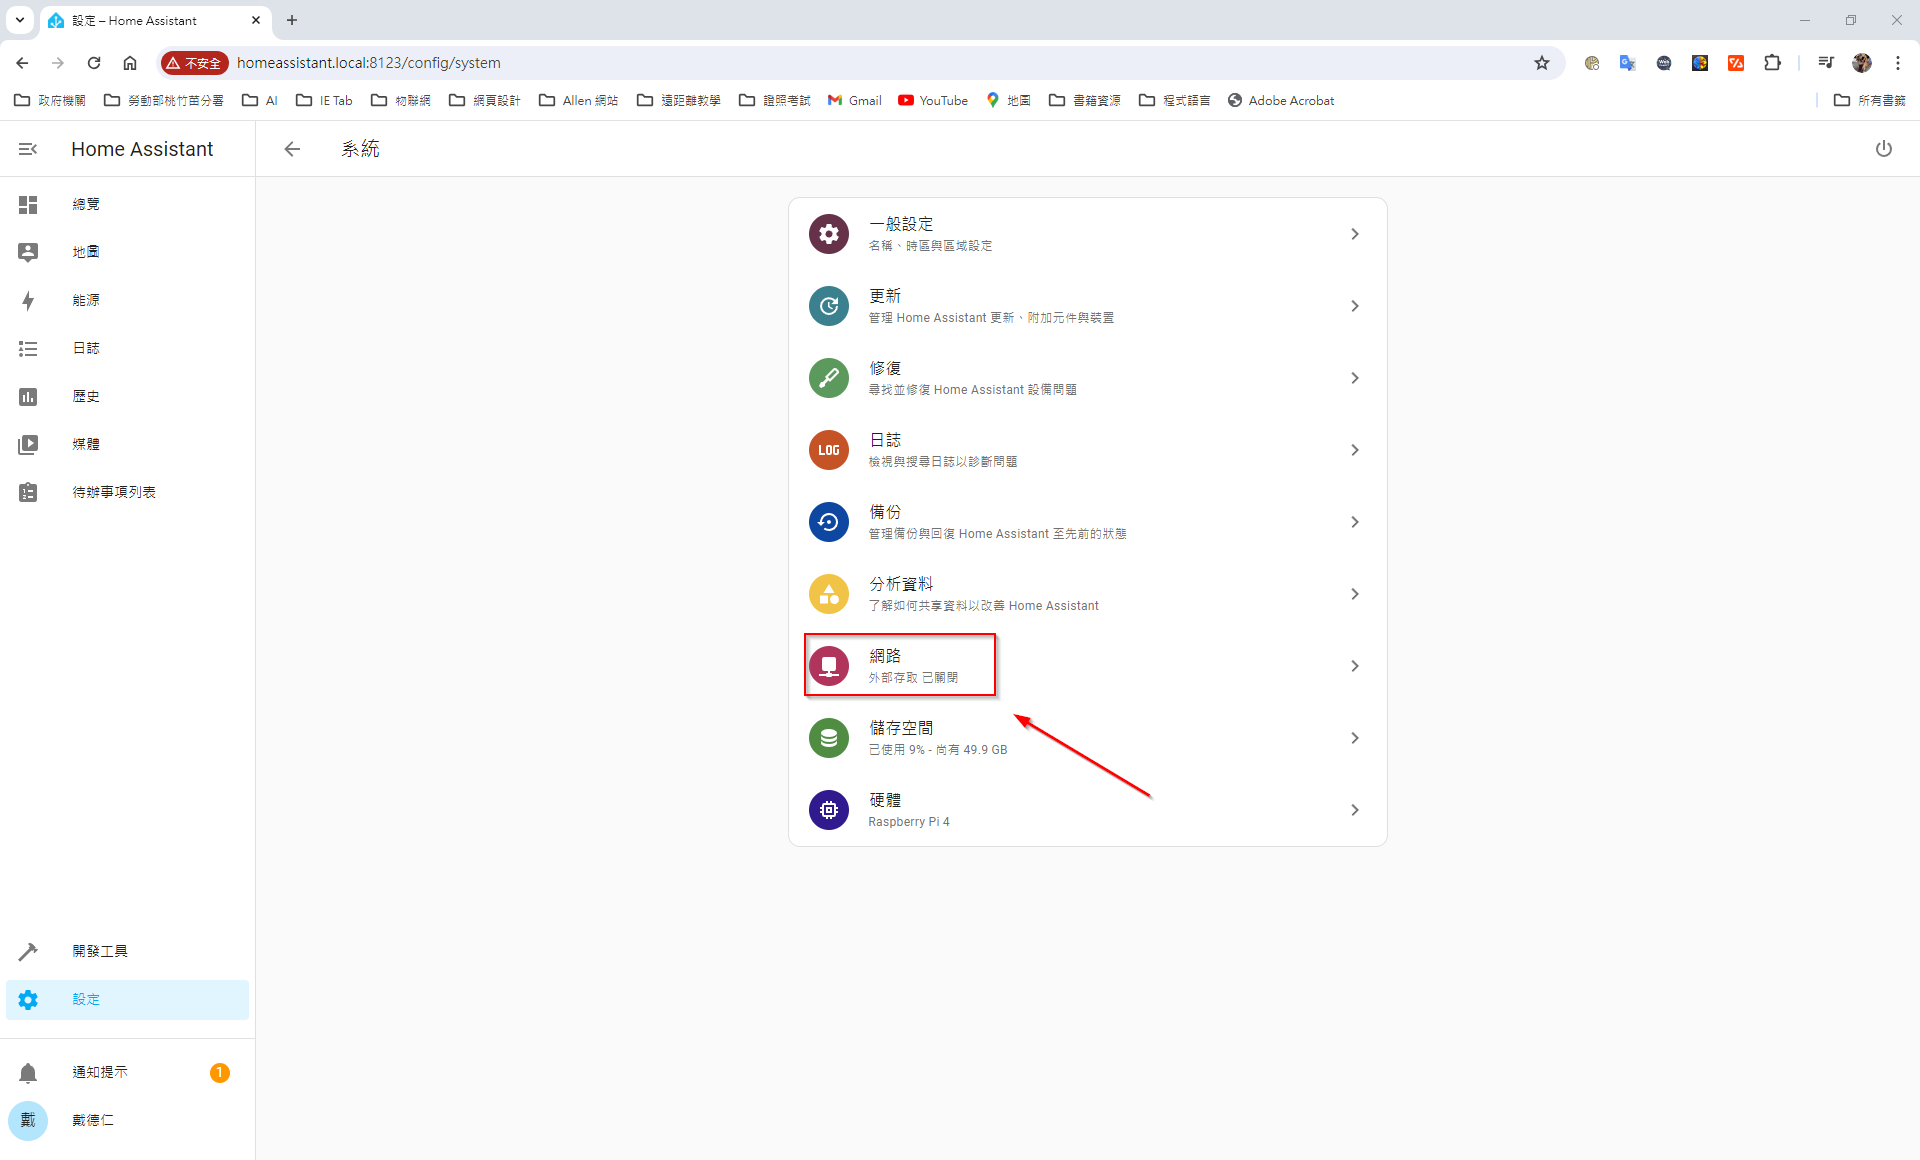 設定 – Home Assistant
不安全
homeassistant.local:8123/config/system
政府機關
勞動部桃竹苗分署
AI
IE Tab
物聯網
網頁設計
Allen 網站
遠距離教學
證照考試
Gmail
YouTube
地圖
書籍資源
程式語言
Adobe Acrobat
所有書籤
Home Assistant
系統
總覽
地圖
能源
日誌
歷史
媒體
待辦事項列表
開發工具
設定
通知提示
1
戴
戴德仁
一般設定
名稱、時區與區域設定
更新
管理 Home Assistant 更新、附加元件與裝置
修復
尋找並修復 Home Assistant 設備問題
LOG
日誌
檢視與搜尋日誌以診斷問題
備份
管理備份與回復 Home Assistant 至先前的狀態
分析資料
了解如何共享資料以改善 Home Assistant
網路
外部存取 已關閉
儲存空間
已使用 9% - 尚有 49.9 GB
硬體
Raspberry Pi 4